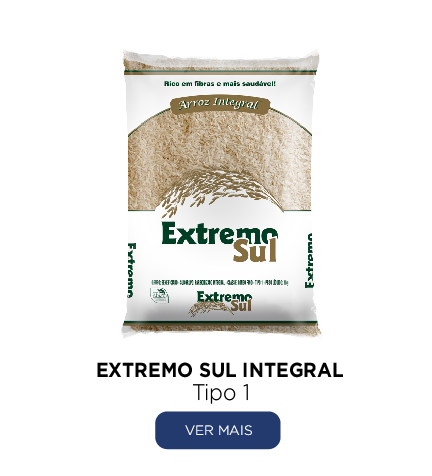 Rico em fibras e mais saudável!
Arroz Integral
Extremo
Sul
Extremo
Extremo
Extremo
Sul
EXTREMO SUL INTEGRAL
Tipo 1
VER MAIS